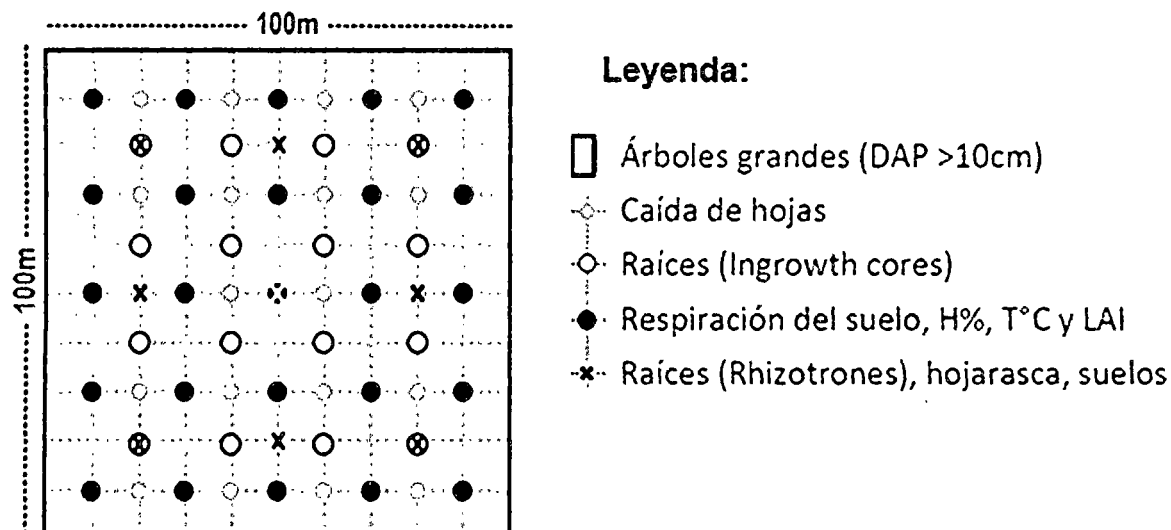 100m
100m
Leyenda:
Árboles grandes (DAP >10cm)
Caída de hojas
Raíces (Ingrowth cores)
Respiración del suelo, H%, T°C y LAI
Raíces (Rhizotrones), hojarasca, suelos